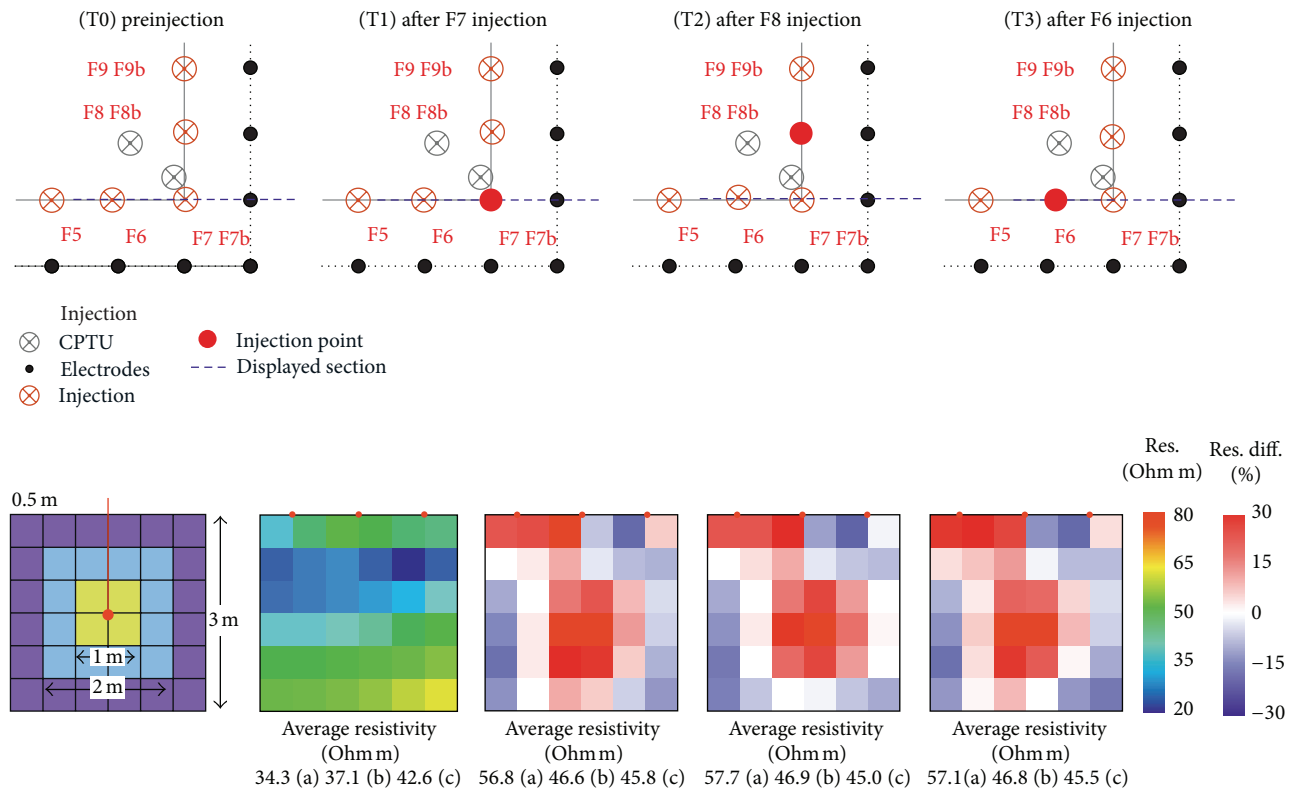 (T0) preinjection
(T1) after F7 injection
(T2) after F8 injection
(T3) after F6 injection
F9 F9b
F9 F9b
F9 F9b
F9 F9b
F8 F8b
F8 F8b
F8 F8b
F8 F8b
F5 F6 F7 F7b
F5 F6 F7 F7b
F5 F6 F7 F7b
F5 F6 F7 F7b
Injection
CPTU
Electrodes
Injection
Injection point
Displayed section
0.5 m
3 m
1 m
2 m
Average resistivity
(Ohm m)
34.3 (a) 37.1 (b) 42.6 (c)
Average resistivity
(Ohm m)
56.8 (a) 46.6 (b) 45.8 (c)
Average resistivity
(Ohm m)
57.7 (a) 46.9 (b) 45.0 (c)
Average resistivity
(Ohm m)
57.1(a) 46.8 (b) 45.5 (c)
Res.
(Ohm m)
80
65
50
35
20
Res. diff.
(%)
30
15
0
−15
−30